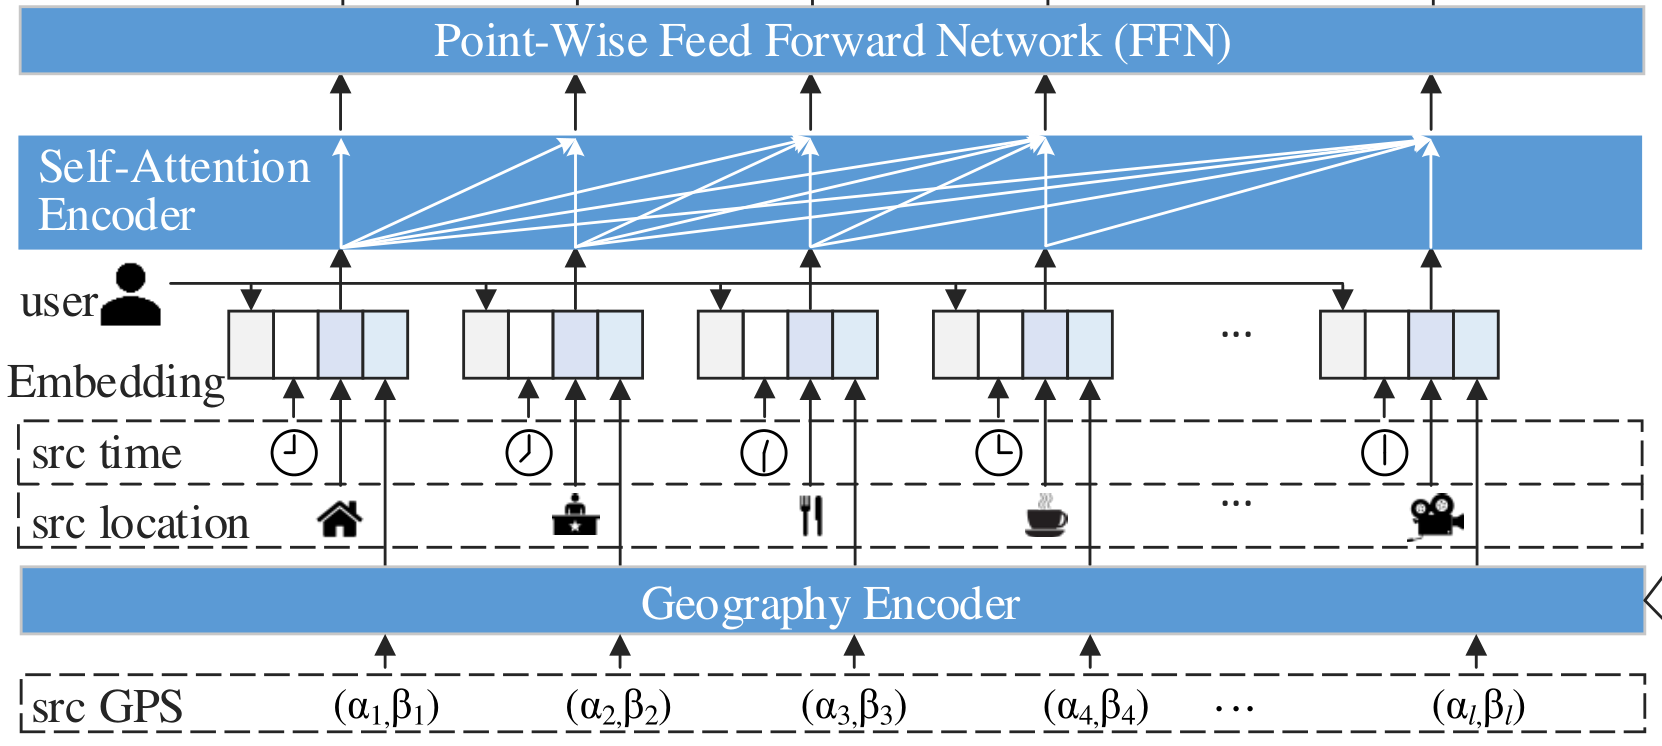 Point-Wise Feed Forward Network (FFN)
Self-Attention
Encoder
user
...
Embedding
src time
src location
...
Geography Encoder
src GPS (α1,β1) (α2,β2) (α3,β3) (α4,β4) ... (αl,βl)